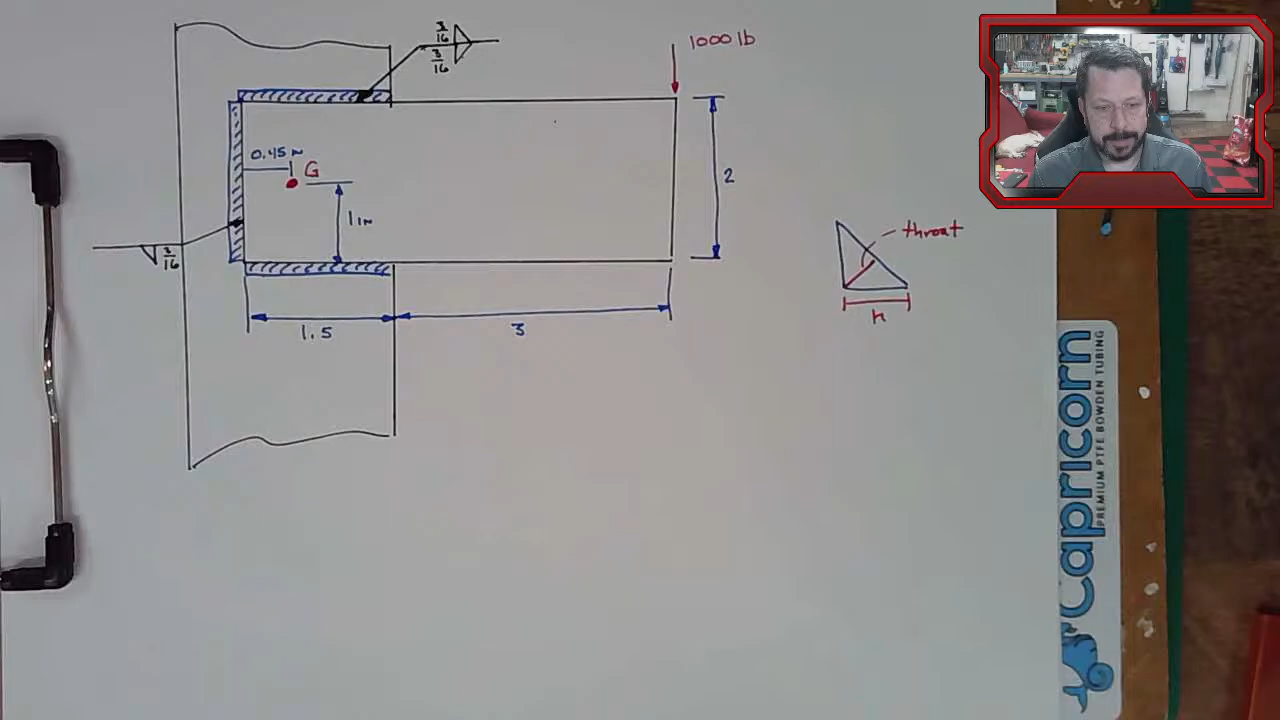 3/16
3/16
1000 lb
0.45 in
G
1 in
2
3/16
throat
h
1.5
3
Capricorn
PREMIUM PTFE BOWDEN TUBING